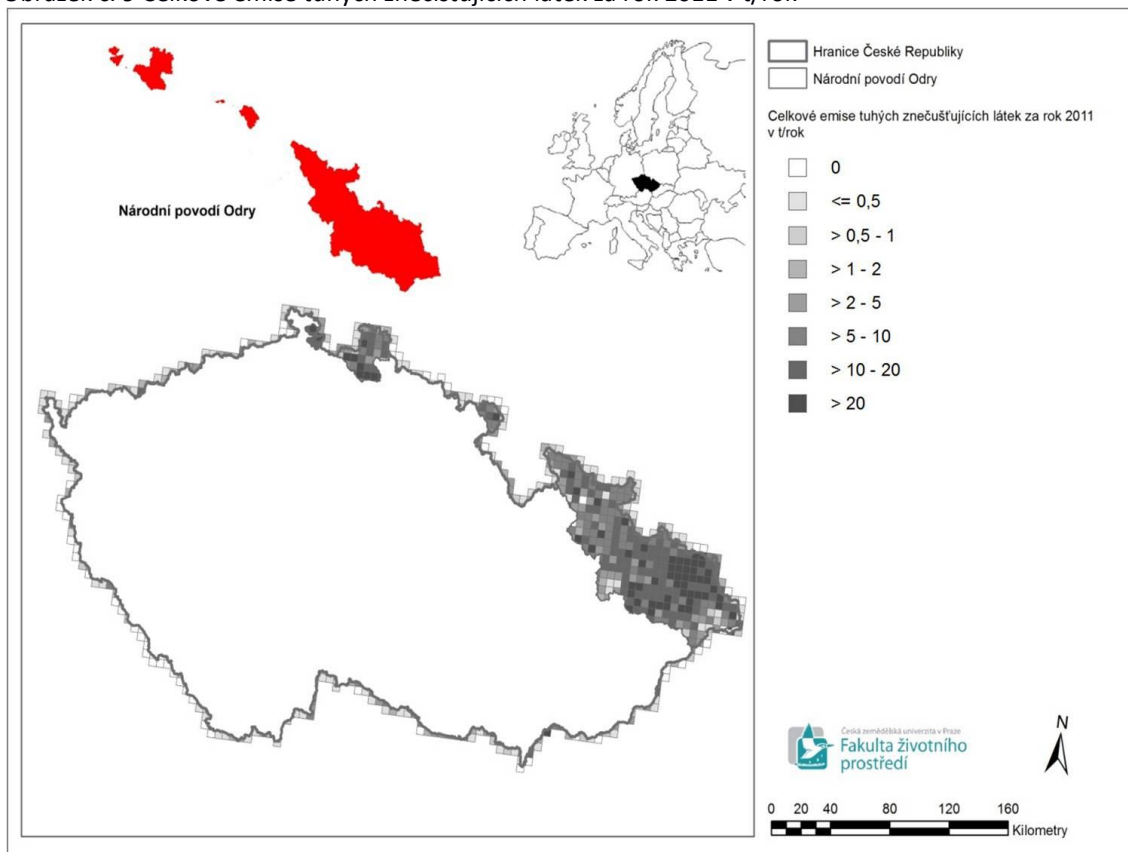 Hranice České Republiky
Národní povodí Odry
Celkové emise tuhých znečušťujících látek za rok 2011
v t/rok
0
<= 0,5
> 0,5 - 1
> 1 - 2
> 2 - 5
> 5 - 10
> 10 - 20
> 20
Národní povodí Odry
Česká zemědělská univerzita v Praze
Fakulta životního
prostředí
N
0 20 40 80 120 160
Kilometry